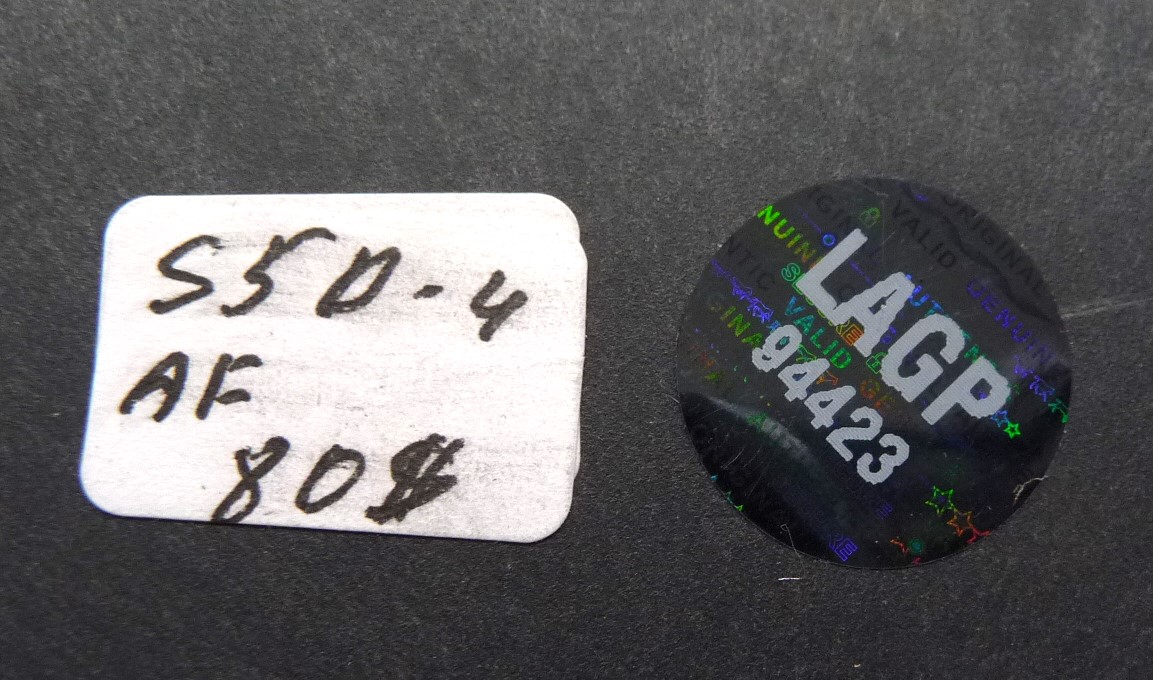 S5D-4
AF
80$
LAGP
94423